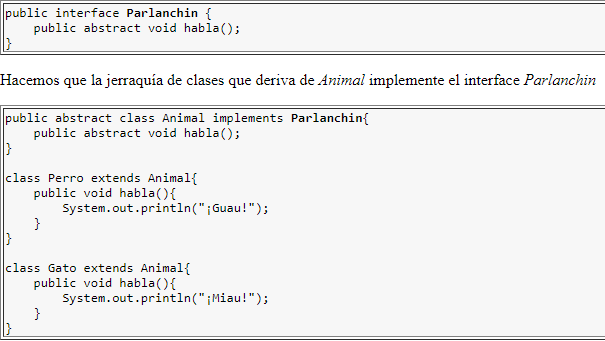 public interface Parlanchin {
    public abstract void habla();
}
Hacemos que la jerraquía de clases que deriva de Animal implemente el interface Parlanchin
public abstract class Animal implements Parlanchin{
    public abstract void habla();
}
class Perro extends Animal{
    public void habla(){
        System.out.println("¡Guau!");
    }
}
class Gato extends Animal{
    public void habla(){
        System.out.println("¡Miau!");
    }
}